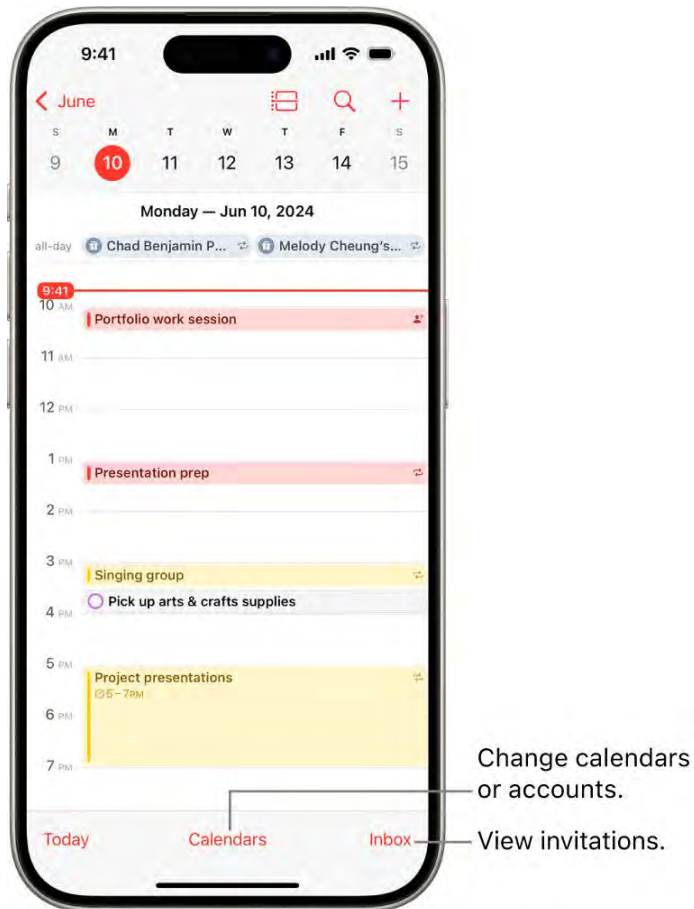 9:41
June
S M T W T F S
9 10 11 12 13 14 15
Monday — Jun 10, 2024
all-day Chad Benjamin P... Melody Cheung's...
9:41
10 AM
Portfolio work session
11 AM
12 PM
1 PM
Presentation prep
2 PM
3 PM
Singing group
Pick up arts & crafts supplies
4 PM
5 PM
Project presentations
5 – 7PM
6 PM
7 PM
Change calendars
or accounts.
Today Calendars Inbox
View invitations.